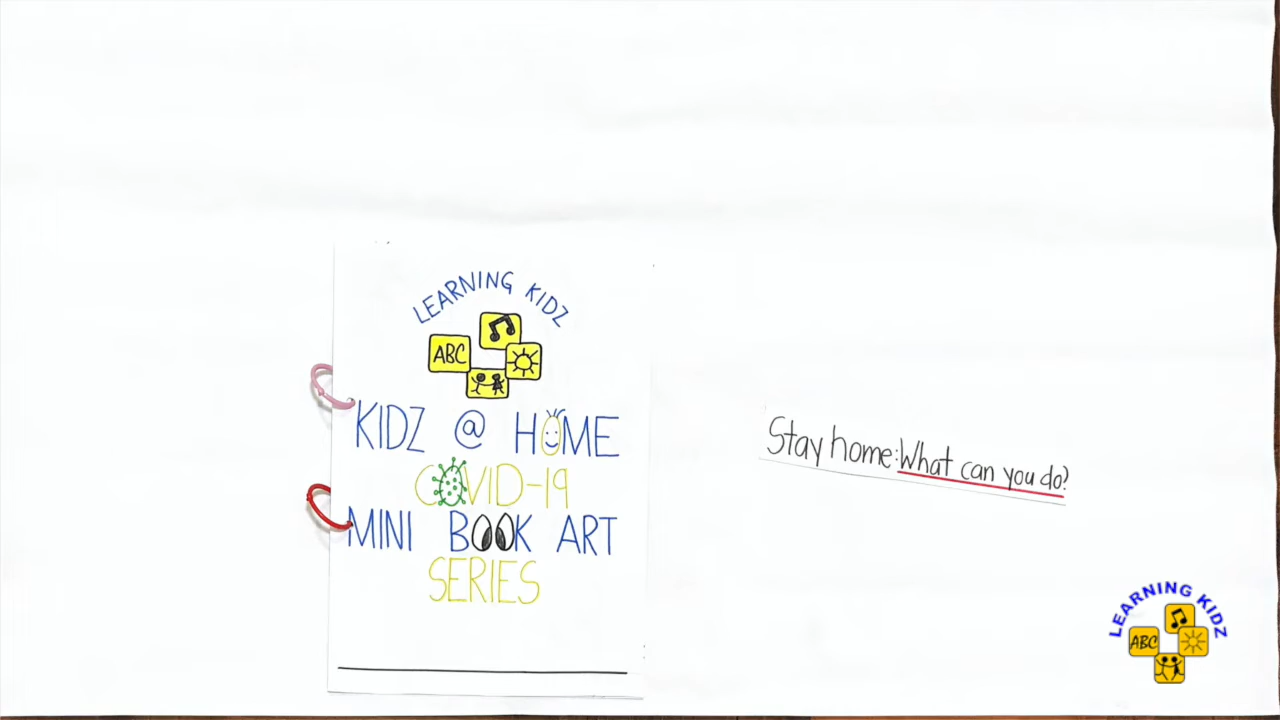 LEARNING KIDZ
ABC
KIDZ @ HOME
COVID-19
MINI BOOK ART
SERIES
Stay home: What can you do?
LEARNING KIDZ
ABC